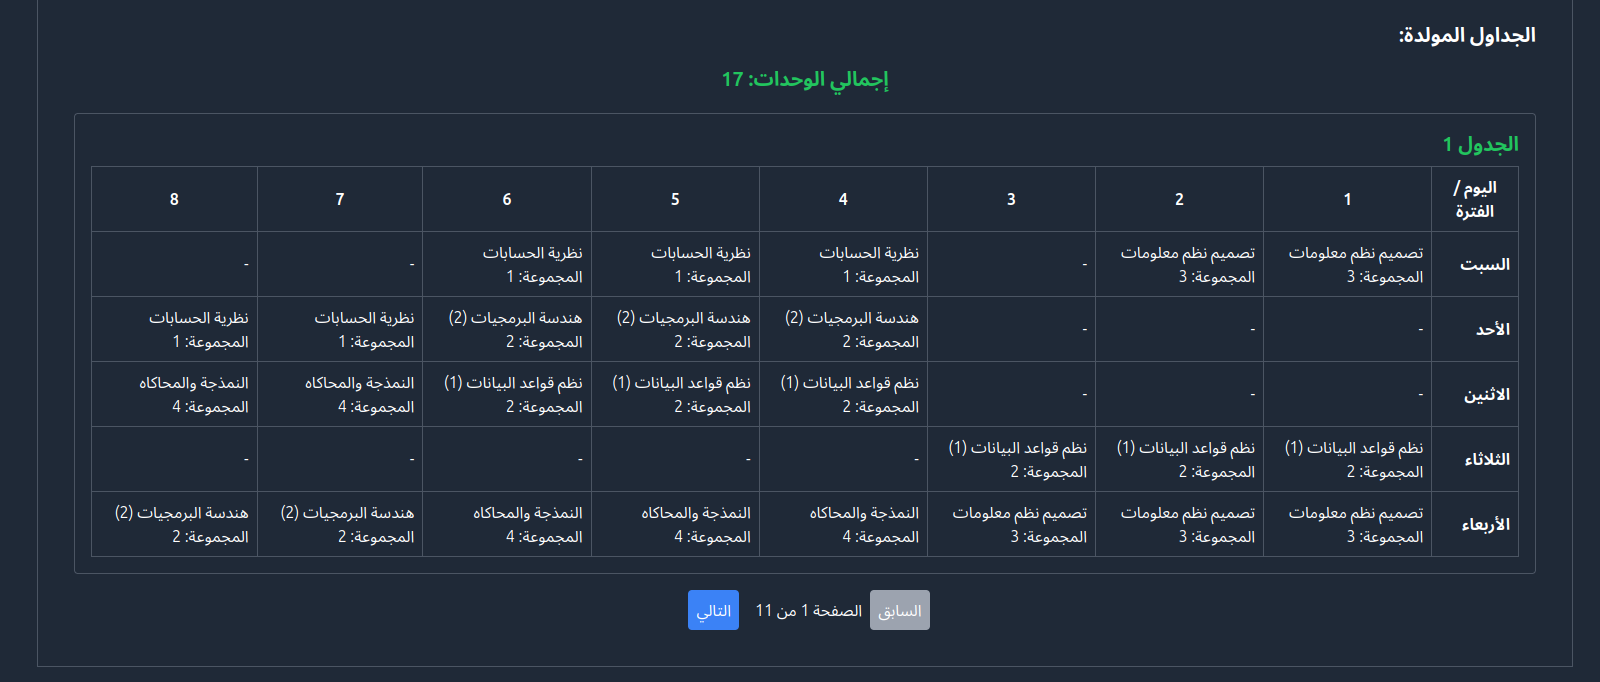 الجداول المولدة:
إجمالي الوحدات: 17
الجدول 1
اليوم / الفترة 1 2 3 4 5 6 7 8
السبت
تصميم نظم معلومات المجموعة: 3
تصميم نظم معلومات المجموعة: 3
-
نظرية الحسابات المجموعة: 1
نظرية الحسابات المجموعة: 1
نظرية الحسابات المجموعة: 1
-
-
الأحد
-
-
-
هندسة البرمجيات (2) المجموعة: 2
هندسة البرمجيات (2) المجموعة: 2
هندسة البرمجيات (2) المجموعة: 2
نظرية الحسابات المجموعة: 1
نظرية الحسابات المجموعة: 1
الاثنين
-
-
-
نظم قواعد البيانات (1) المجموعة: 2
نظم قواعد البيانات (1) المجموعة: 2
نظم قواعد البيانات (1) المجموعة: 2
النمذجة والمحاكاه المجموعة: 4
النمذجة والمحاكاه المجموعة: 4
الثلاثاء
نظم قواعد البيانات (1) المجموعة: 2
نظم قواعد البيانات (1) المجموعة: 2
نظم قواعد البيانات (1) المجموعة: 2
-
-
-
-
-
الأربعاء
تصميم نظم معلومات المجموعة: 3
تصميم نظم معلومات المجموعة: 3
تصميم نظم معلومات المجموعة: 3
النمذجة والمحاكاه المجموعة: 4
النمذجة والمحاكاه المجموعة: 4
النمذجة والمحاكاه المجموعة: 4
هندسة البرمجيات (2) المجموعة: 2
هندسة البرمجيات (2) المجموعة: 2
السابق الصفحة 1 من 11 التالي